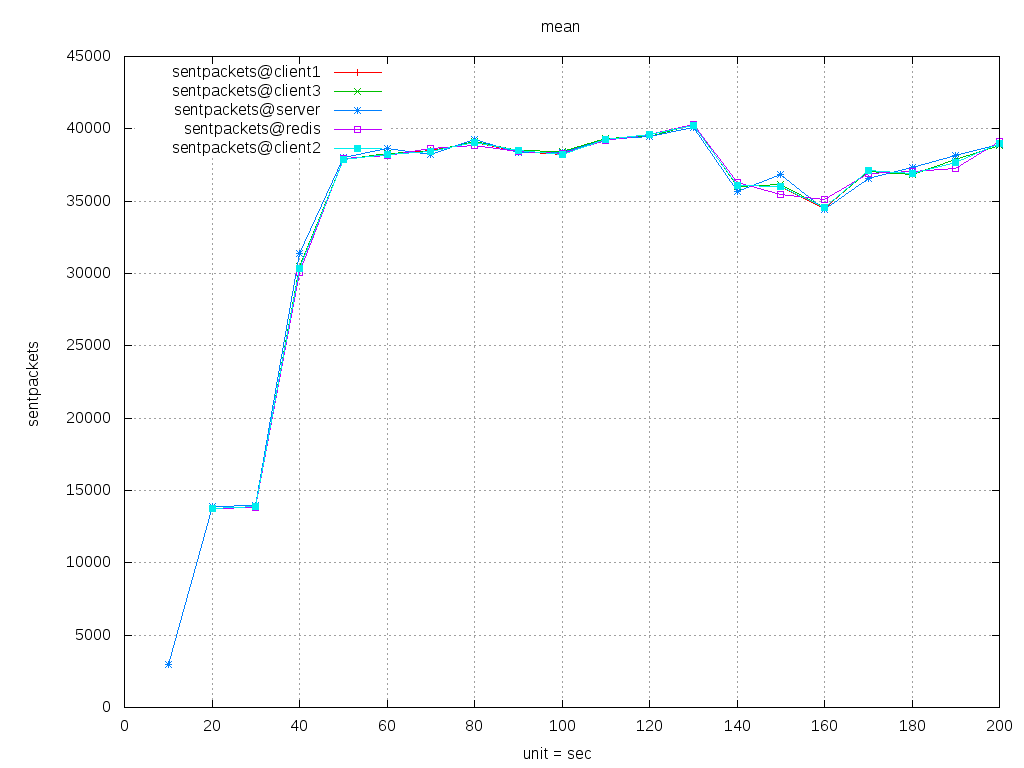 mean
45000
40000
35000
30000
25000
20000
15000
10000
5000
0
sentpackets
sentpackets@client1
sentpackets@client3
sentpackets@server
sentpackets@redis
sentpackets@client2
0 20 40 60 80 100 120 140 160 180 200
unit = sec